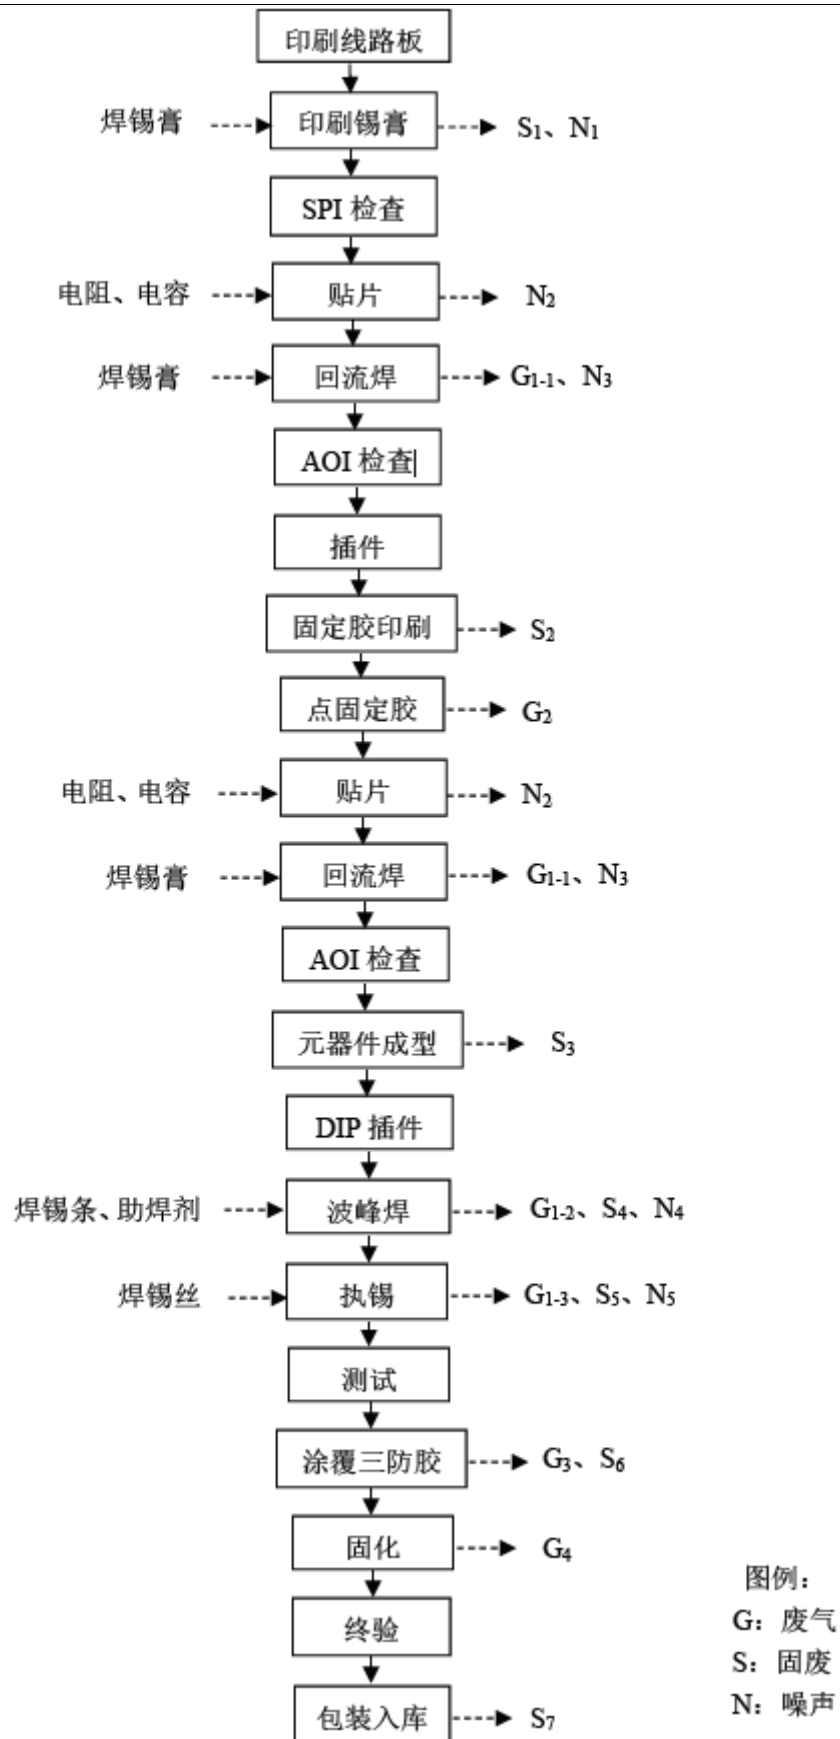 印刷线路板
焊锡膏 印刷锡膏 S₁、N₁
SPI 检查
电阻、电容 贴片 N₂
焊锡膏 回流焊 G₁₋₁、N₃
AOI 检查
插件
固定胶印刷 S₂
点固定胶 G₂
电阻、电容 贴片 N₂
焊锡膏 回流焊 G₁₋₁、N₃
AOI 检查
元器件成型 S₃
DIP 插件
焊锡条、助焊剂 波峰焊 G₁₋₂、S₄、N₄
焊锡丝 执锡 G₁₋₃、S₅、N₅
测试
涂覆三防胶 G₃、S₆
固化 G₄
终验
包装入库 S₇
图例：
G：废气
S：固废
N：噪声